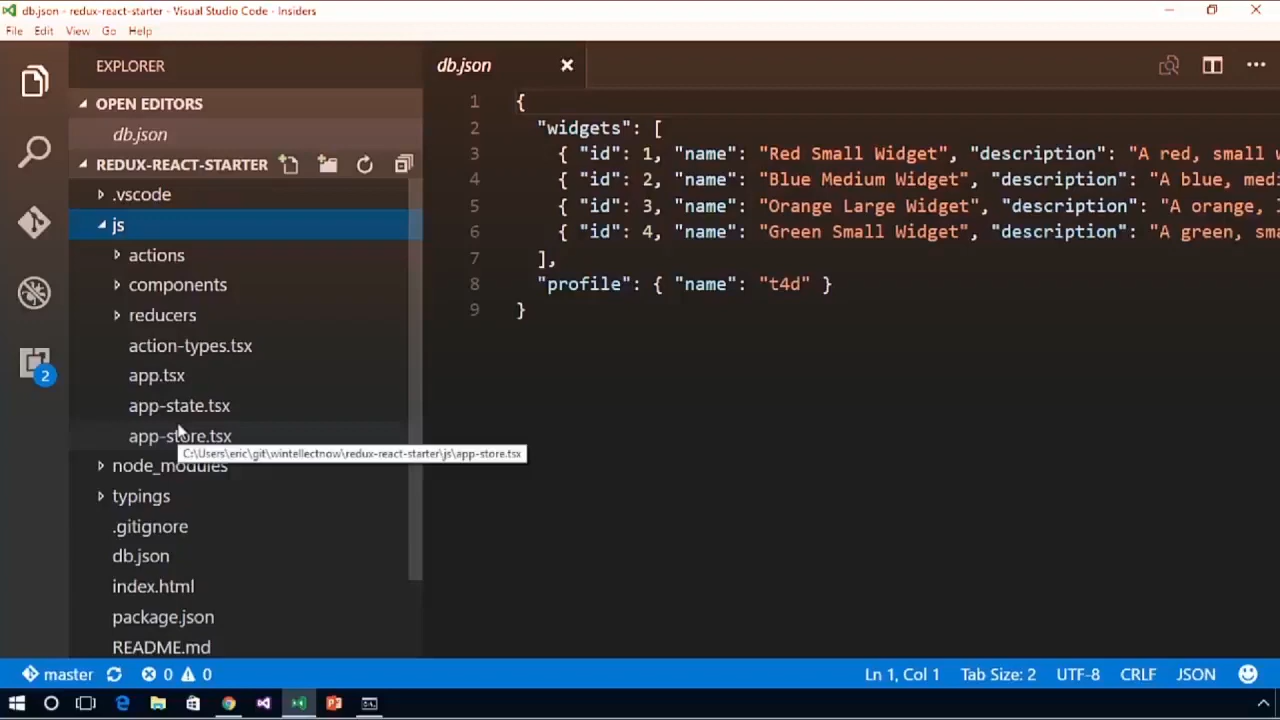 db.json - redux-react-starter - Visual Studio Code - Insiders
File Edit View Go Help
EXPLORER
OPEN EDITORS
db.json
REDUX-REACT-STARTER
.vscode
js
actions
components
reducers
action-types.tsx
app.tsx
app-state.tsx
app-store.tsx
C:\Users\eric\git\wintellectnow\redux-react-starter\js\app-store.tsx
node_modules
typings
.gitignore
db.json
index.html
package.json
README.md
2
db.json
1 {
2 "widgets": [
3 { "id": 1, "name": "Red Small Widget", "description": "A red, small w
4 { "id": 2, "name": "Blue Medium Widget", "description": "A blue, medi
5 { "id": 3, "name": "Orange Large Widget", "description": "A orange, l
6 { "id": 4, "name": "Green Small Widget", "description": "A green, sma
7 ],
8 "profile": { "name": "t4d" }
9 }
master 0 0 Ln 1, Col 1 Tab Size: 2 UTF-8 CRLF JSON